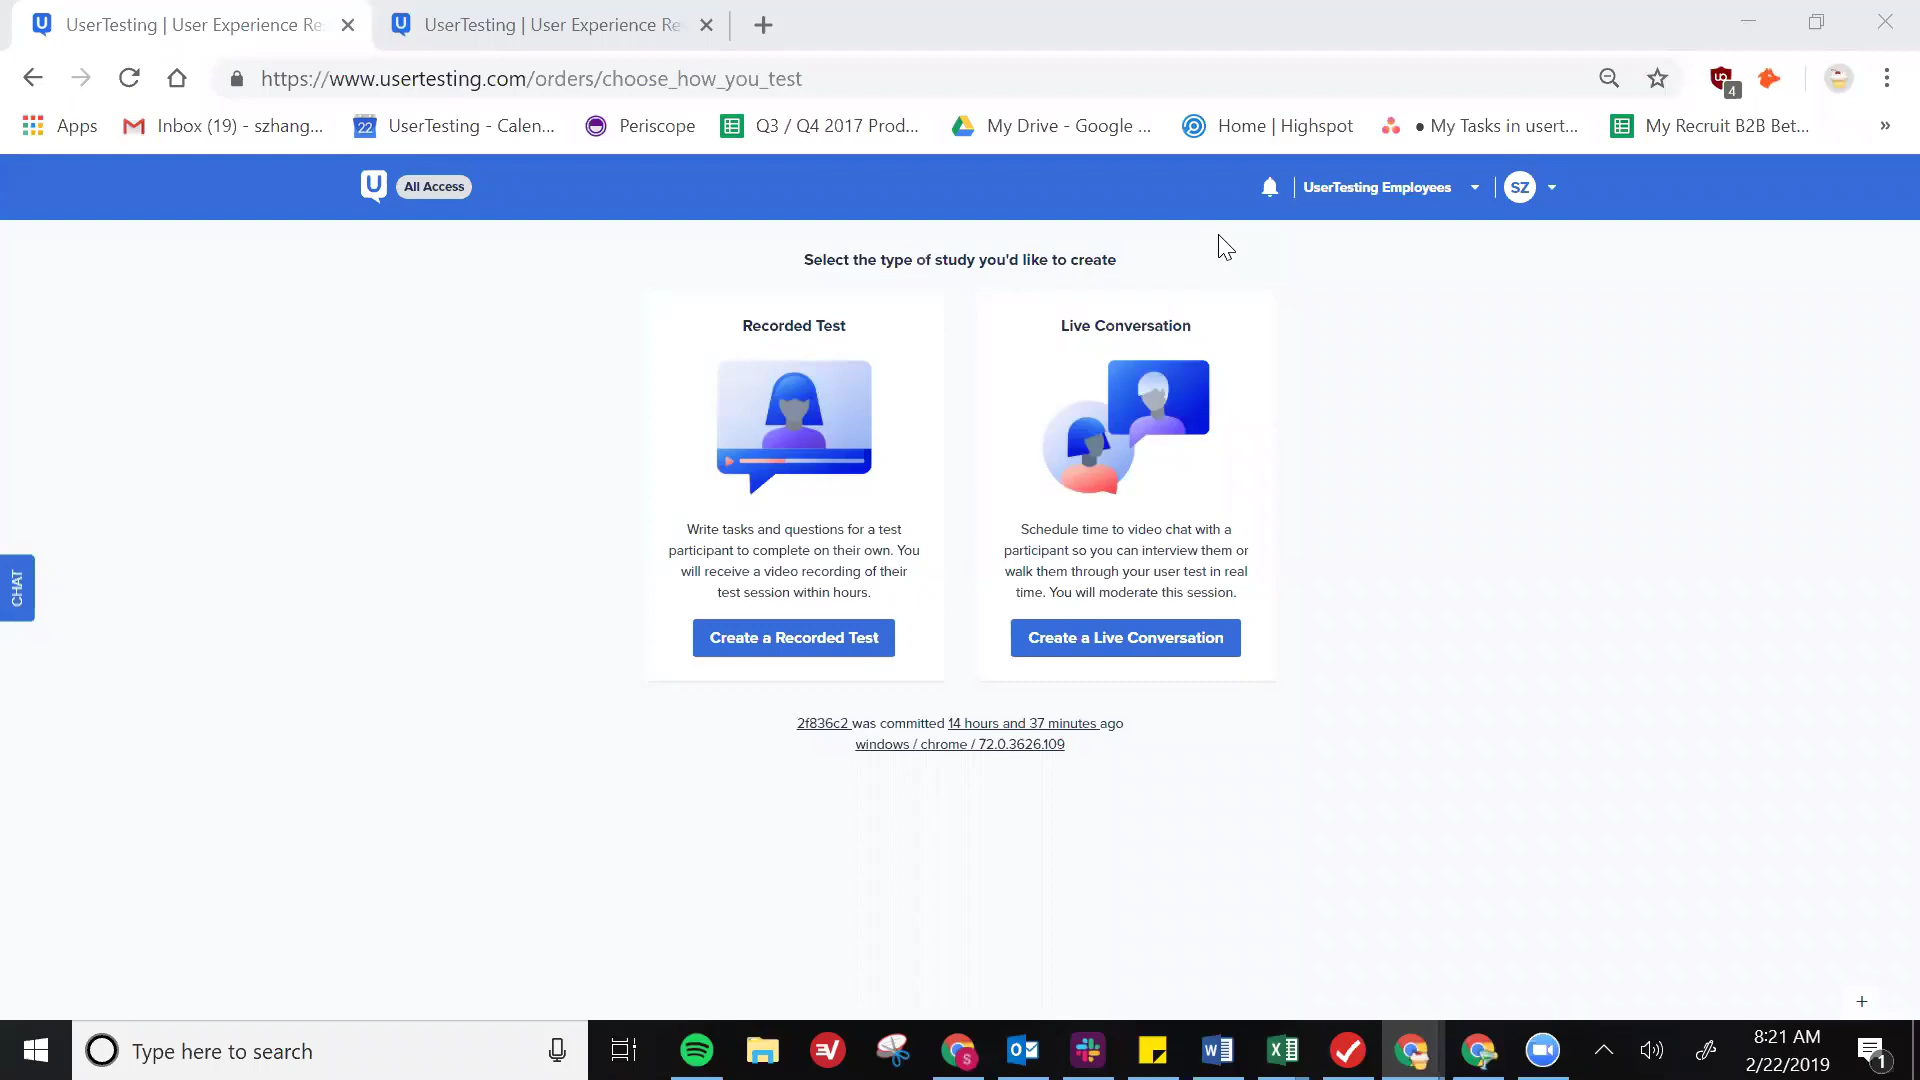 UserTesting | User Experience Re
UserTesting | User Experience Re
https://www.usertesting.com/orders/choose_how_you_test
4
Apps
Inbox (19) - szhang...
22
UserTesting - Calen...
Periscope
Q3 / Q4 2017 Prod...
My Drive - Google ...
Home | Highspot
● My Tasks in usert...
My Recruit B2B Bet...
»
U
All Access
UserTesting Employees
SZ
Select the type of study you'd like to create
Recorded Test
Write tasks and questions for a test
participant to complete on their own. You
will receive a video recording of their
test session within hours.
Create a Recorded Test
Live Conversation
Schedule time to video chat with a
participant so you can interview them or
walk them through your user test in real
time. You will moderate this session.
Create a Live Conversation
CHAT
2f836c2 was committed 14 hours and 37 minutes ago
windows / chrome / 72.0.3626.109
+
Type here to search
8:21 AM
2/22/2019
1